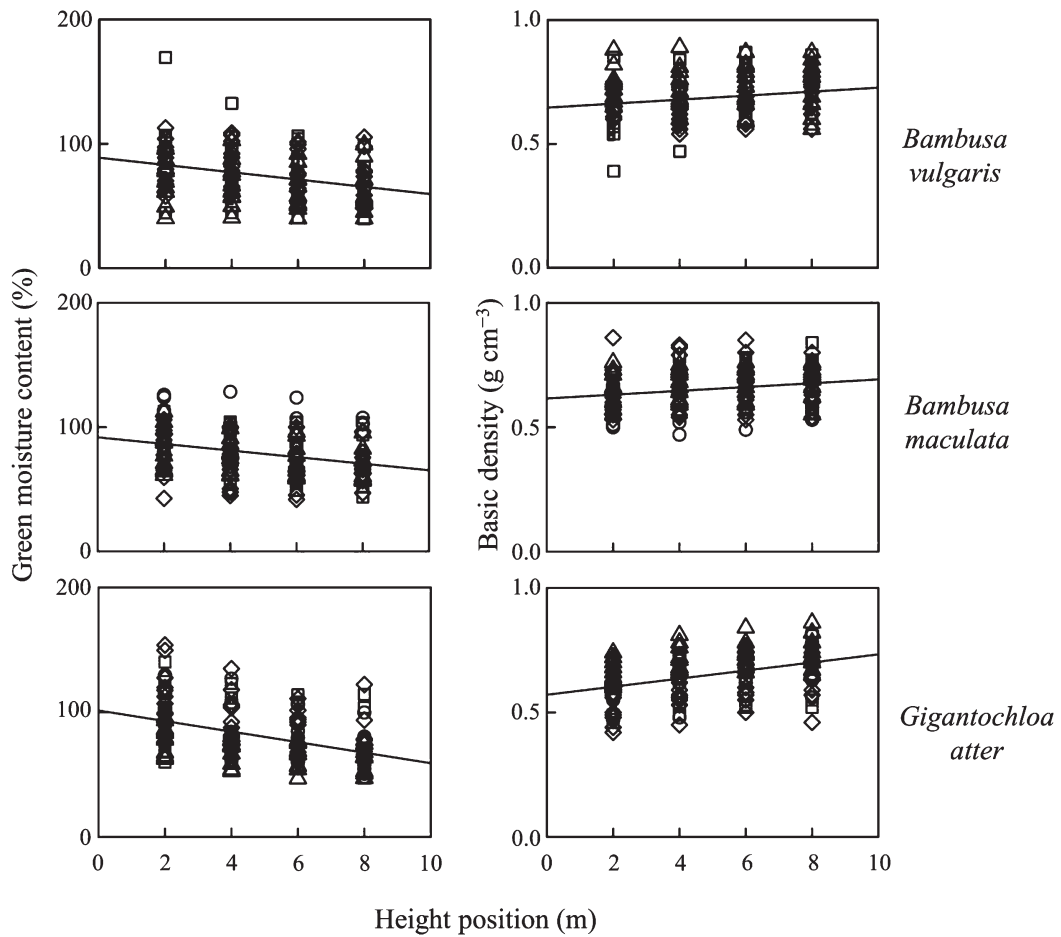 200
100
0
1.0
0.5
0.0
Bambusa
vulgaris
200
100
0
1.0
0.5
0.0
Bambusa
maculata
200
100
0
0 2 4 6 8 10
1.0
0.5
0.0
0 2 4 6 8 10
Gigantochloa
atter
Green moisture content (%)
Basic density (g cm⁻³)
Height position (m)